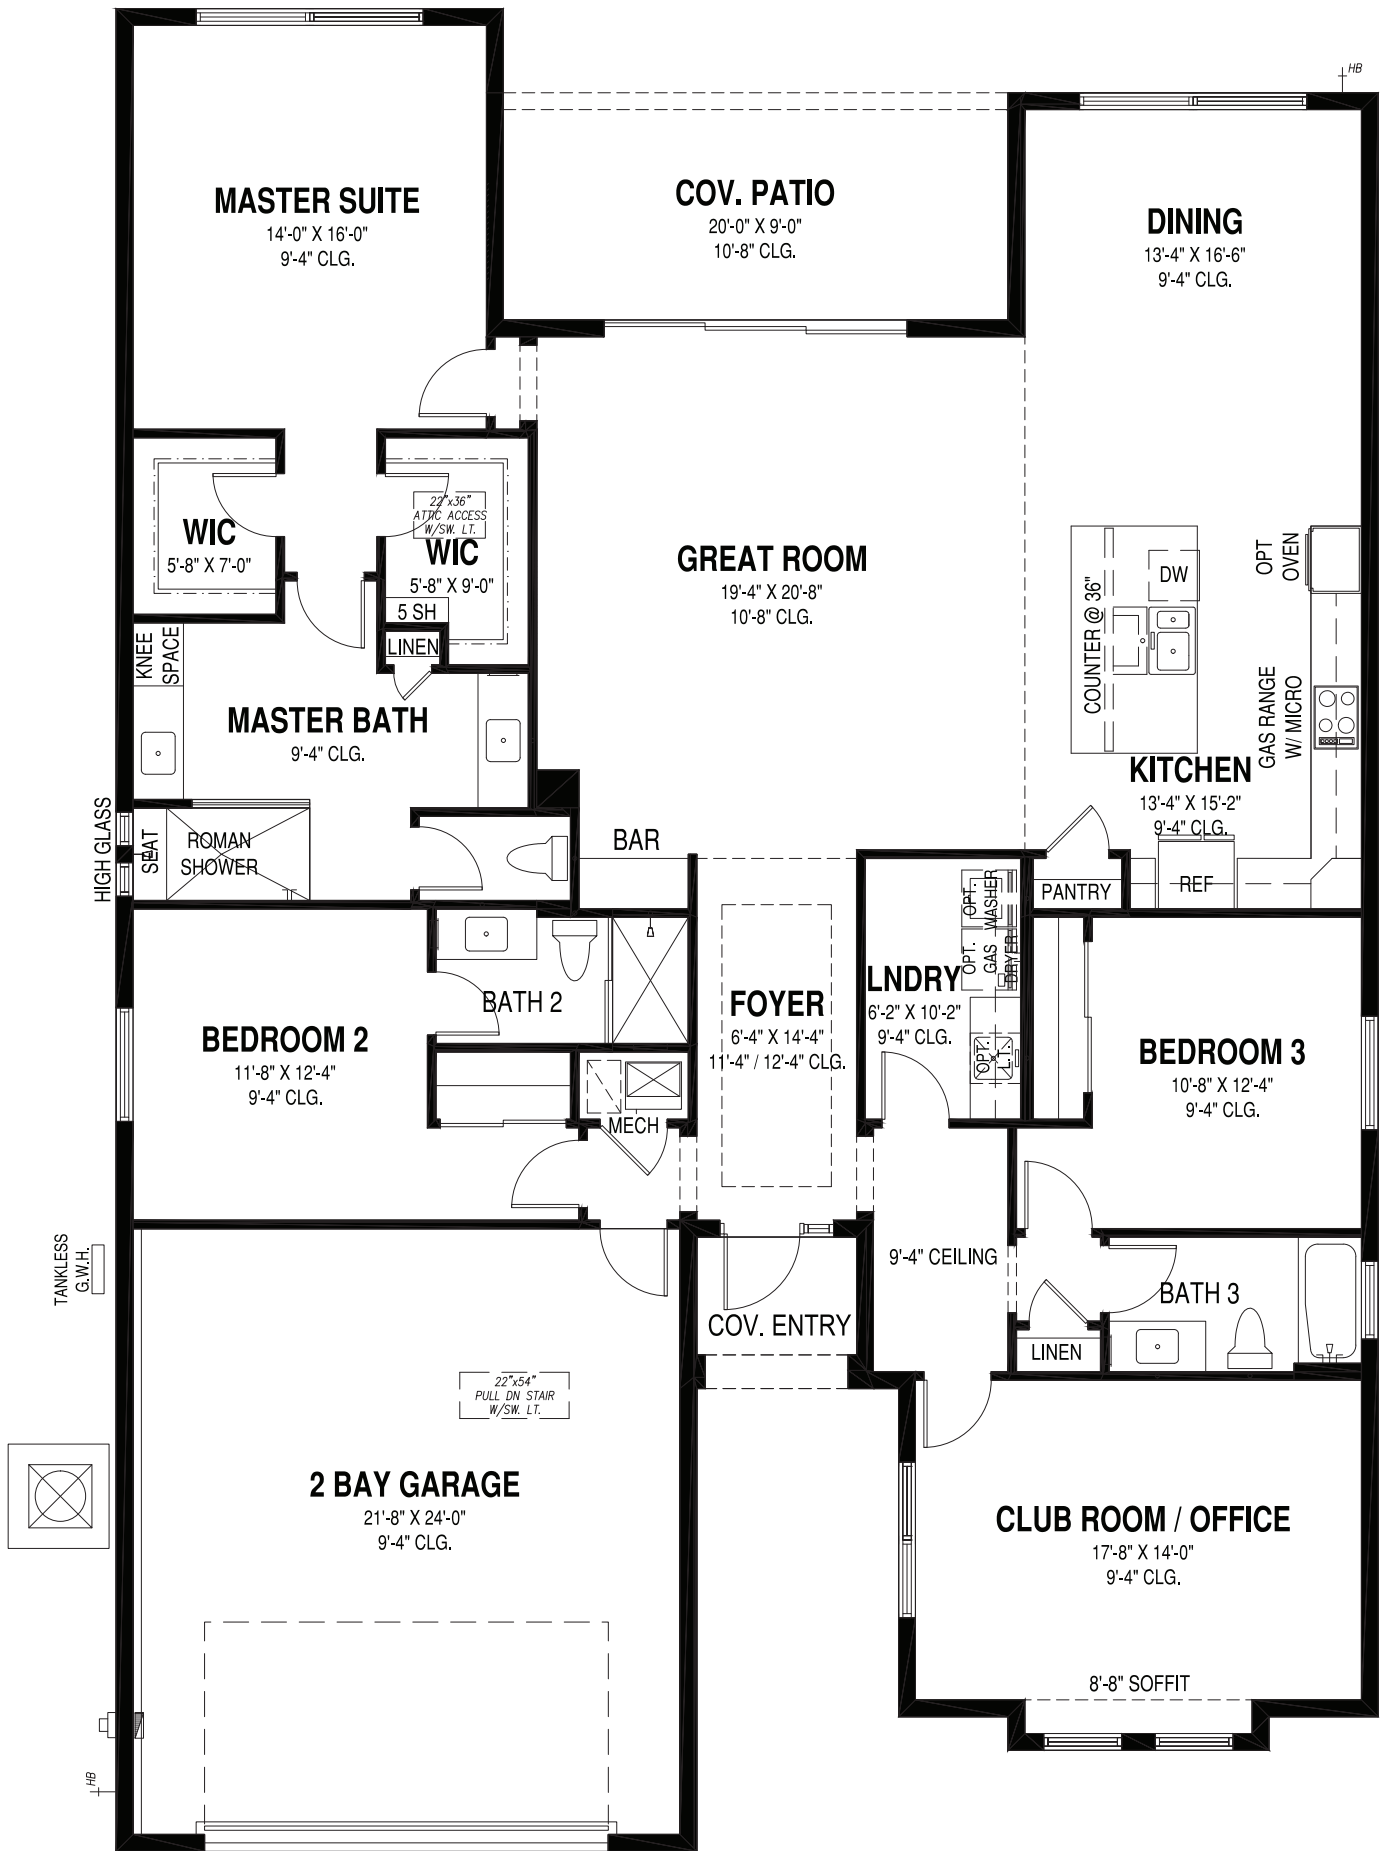 HB
MASTER SUITE
14'-0" X 16'-0"
9'-4" CLG.
COV. PATIO
20'-0" X 9'-0"
10'-8" CLG.
DINING
13'-4" X 16'-6"
9'-4" CLG.
WIC
5'-8" X 7'-0"
22"x36"
ATTIC ACCESS
W/SW. LT.
WIC
5'-8" X 9'-0"
5 SH
LINEN
GREAT ROOM
19'-4" X 20'-8"
10'-8" CLG.
OPT
OVEN
DW
COUNTER @ 36"
GAS RANGE
W/ MICRO
KITCHEN
13'-4" X 15'-2"
9'-4" CLG.
KNEE
SPACE
MASTER BATH
9'-4" CLG.
HIGH GLASS
SEAT
ROMAN
SHOWER
BAR
PANTRY
REF
OPT.
WASHER
OPT.
GAS
DRYER
LNDRY
6'-2" X 10'-2"
9'-4" CLG.
OPT.
L.T.
BATH 2
FOYER
6'-4" X 14'-4"
11'-4" / 12'-4" CLG.
BEDROOM 2
11'-8" X 12'-4"
9'-4" CLG.
BEDROOM 3
10'-8" X 12'-4"
9'-4" CLG.
MECH
TANKLESS
G.W.H.
9'-4" CEILING
BATH 3
COV. ENTRY
LINEN
22"x54"
PULL DN STAIR
W/SW. LT.
2 BAY GARAGE
21'-8" X 24'-0"
9'-4" CLG.
CLUB ROOM / OFFICE
17'-8" X 14'-0"
9'-4" CLG.
8'-8" SOFFIT
HB